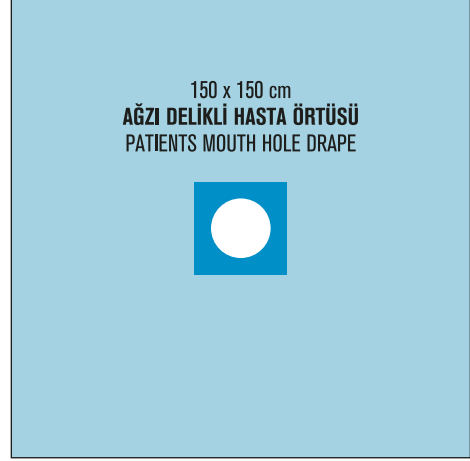 150 x 150 cm
AĞZI DELİKLİ HASTA ÖRTÜSÜ
PATIENTS MOUTH HOLE DRAPE